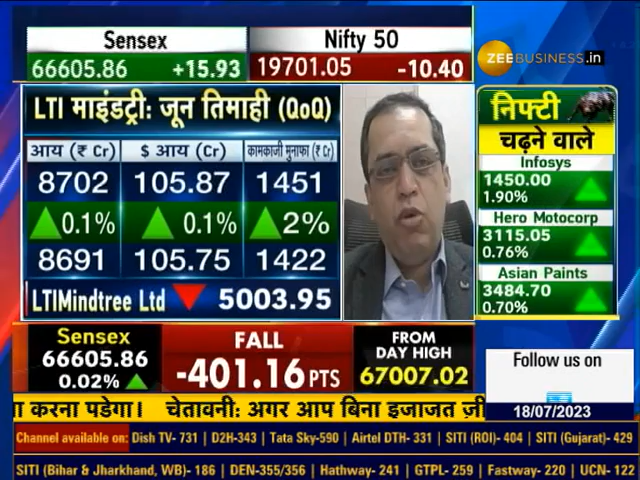 Sensex
66605.86 +15.93
Nifty 50
19701.05 -10.40
ZEEBUSINESS.in
LTI माइंडट्री: जून तिमाही (QoQ)
आय (₹ Cr) $ आय (Cr) कामकाजी मुनाफा (₹ Cr)
8702 105.87 1451
0.1% 0.1% 2%
8691 105.75 1422
LTIMindtree Ltd 5003.95
निफ्टी
चढ़ने वाले
Infosys
1450.00
1.90%
Hero Motocorp
3115.05
0.76%
Asian Paints
3484.70
0.70%
Sensex
66605.86
0.02%
FALL
-401.16 PTS
FROM
DAY HIGH
67007.02
Follow us on
18/07/2023
करना पड़ेगा। चेतावनी: अगर आप बिना इजाजत ज़ी
Channel available on: Dish TV- 731 | D2H-343 | Tata Sky-590 | Airtel DTH- 331 | SITI (ROI)- 404 | SITI (Gujarat)- 429
SITI (Bihar & Jharkhand, WB)- 186 | DEN-355/356 | Hathway- 241 | GTPL- 259 | Fastway- 220 | UCN- 122